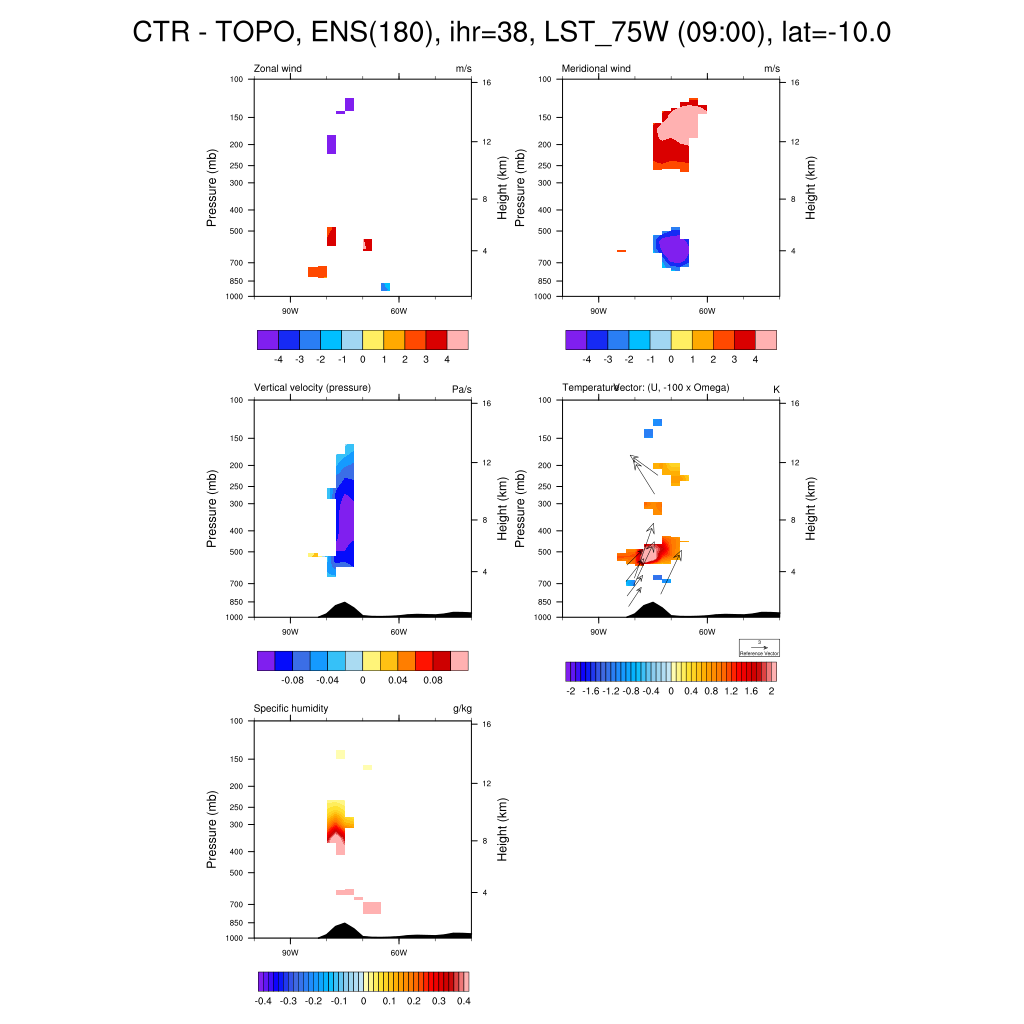 CTR - TOPO, ENS(180), ihr=38, LST_75W (09:00), lat=-10.0
Zonal wind m/s
Pressure (mb)
100
150
200
250
300
400
500
700
850
1000
90W 60W
16
12
8
4
Height (km)
-4 -3 -2 -1 0 1 2 3 4
Meridional wind m/s
Pressure (mb)
100
150
200
250
300
400
500
700
850
1000
90W 60W
16
12
8
4
Height (km)
-4 -3 -2 -1 0 1 2 3 4
Vertical velocity (pressure) Pa/s
Pressure (mb)
100
150
200
250
300
400
500
700
850
1000
90W 60W
16
12
8
4
Height (km)
-0.08 -0.04 0 0.04 0.08
Temperature Vector: (U, -100 x Omega) K
Pressure (mb)
100
150
200
250
300
400
500
700
850
1000
90W 60W
16
12
8
4
Height (km)
3
Reference Vector
-2 -1.6 -1.2 -0.8 -0.4 0 0.4 0.8 1.2 1.6 2
Specific humidity g/kg
Pressure (mb)
100
150
200
250
300
400
500
700
850
1000
90W 60W
16
12
8
4
Height (km)
-0.4 -0.3 -0.2 -0.1 0 0.1 0.2 0.3 0.4